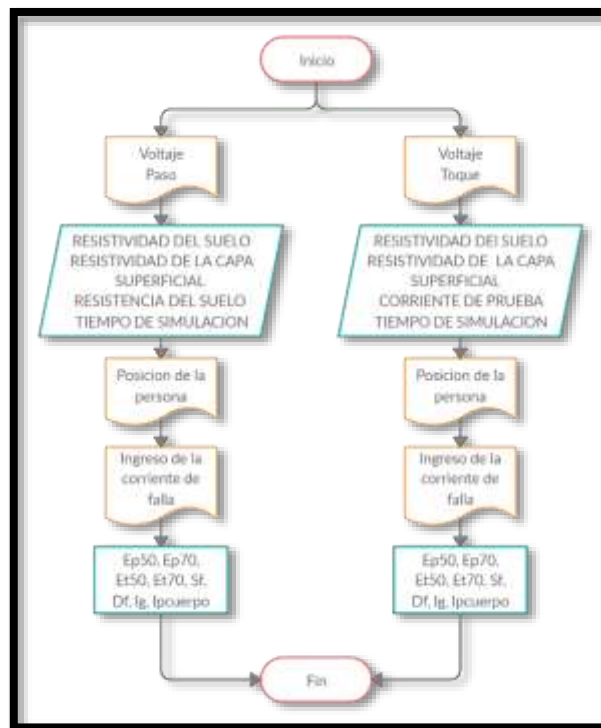 Inicio
Voltaje
Paso
RESISTIVIDAD DEL SUELO
RESISTIVIDAD DE LA CAPA
SUPERFICIAL
RESISTENCIA DEL SUELO
TIEMPO DE SIMULACION
Posicion de la
persona
Ingreso de la
corriente de
falla
Ep50, Ep70,
Et50, Et70, Sf,
Df, Ig, Ipcuerpo
Voltaje
Toque
RESISTIVIDAD DEl SUELO
RESISTIVIDAD DE LA CAPA
SUPERFICIAL
CORRIENTE DE PRUEBA
TIEMPO DE SIMULACION
Posicion de la
persona
Ingreso de la
corriente de
falla
Ep50, Ep70,
Et50, Et70, Sf,
Df, Ig, Ipcuerpo
Fin